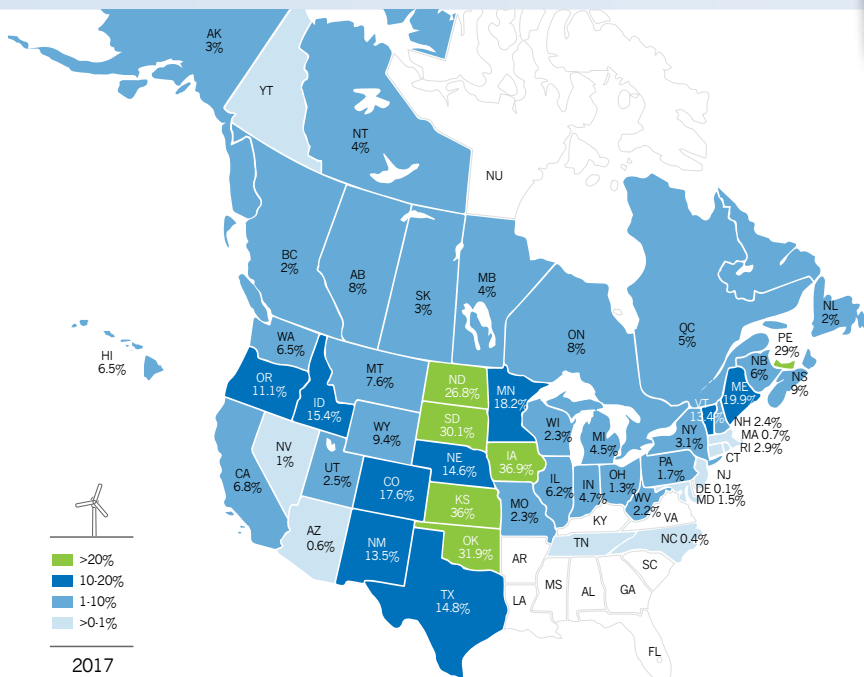 AK
3%
YT
NT
4%
NU
BC
2%
AB
8%
SK
3%
MB
4%
ON
8%
QC
5%
NL
2%
PE
29%
NB
6%
NS
9%
HI
6.5%
WA
6.5%
OR
11.1%
ID
15.4%
MT
7.6%
ND
26.8%
MN
18.2%
SD
30.1%
WY
9.4%
WI
2.3%
MI
4.5%
NY
3.1%
VT
13.4%
ME
19.9%
NH 2.4%
MA 0.7%
RI 2.9%
CT
NJ
DE 0.1%
MD 1.5%
CA
6.8%
NV
1%
UT
2.5%
CO
17.6%
NE
14.6%
IA
36.9%
IL
6.2%
IN
4.7%
OH
1.3%
PA
1.7%
WV
2.2%
VA
KS
36%
MO
2.3%
KY
AZ
0.6%
NM
13.5%
OK
31.9%
AR
TN
NC 0.4%
SC
TX
14.8%
LA
MS
AL
GA
FL
>20%
10-20%
1-10%
>0-1%
2017